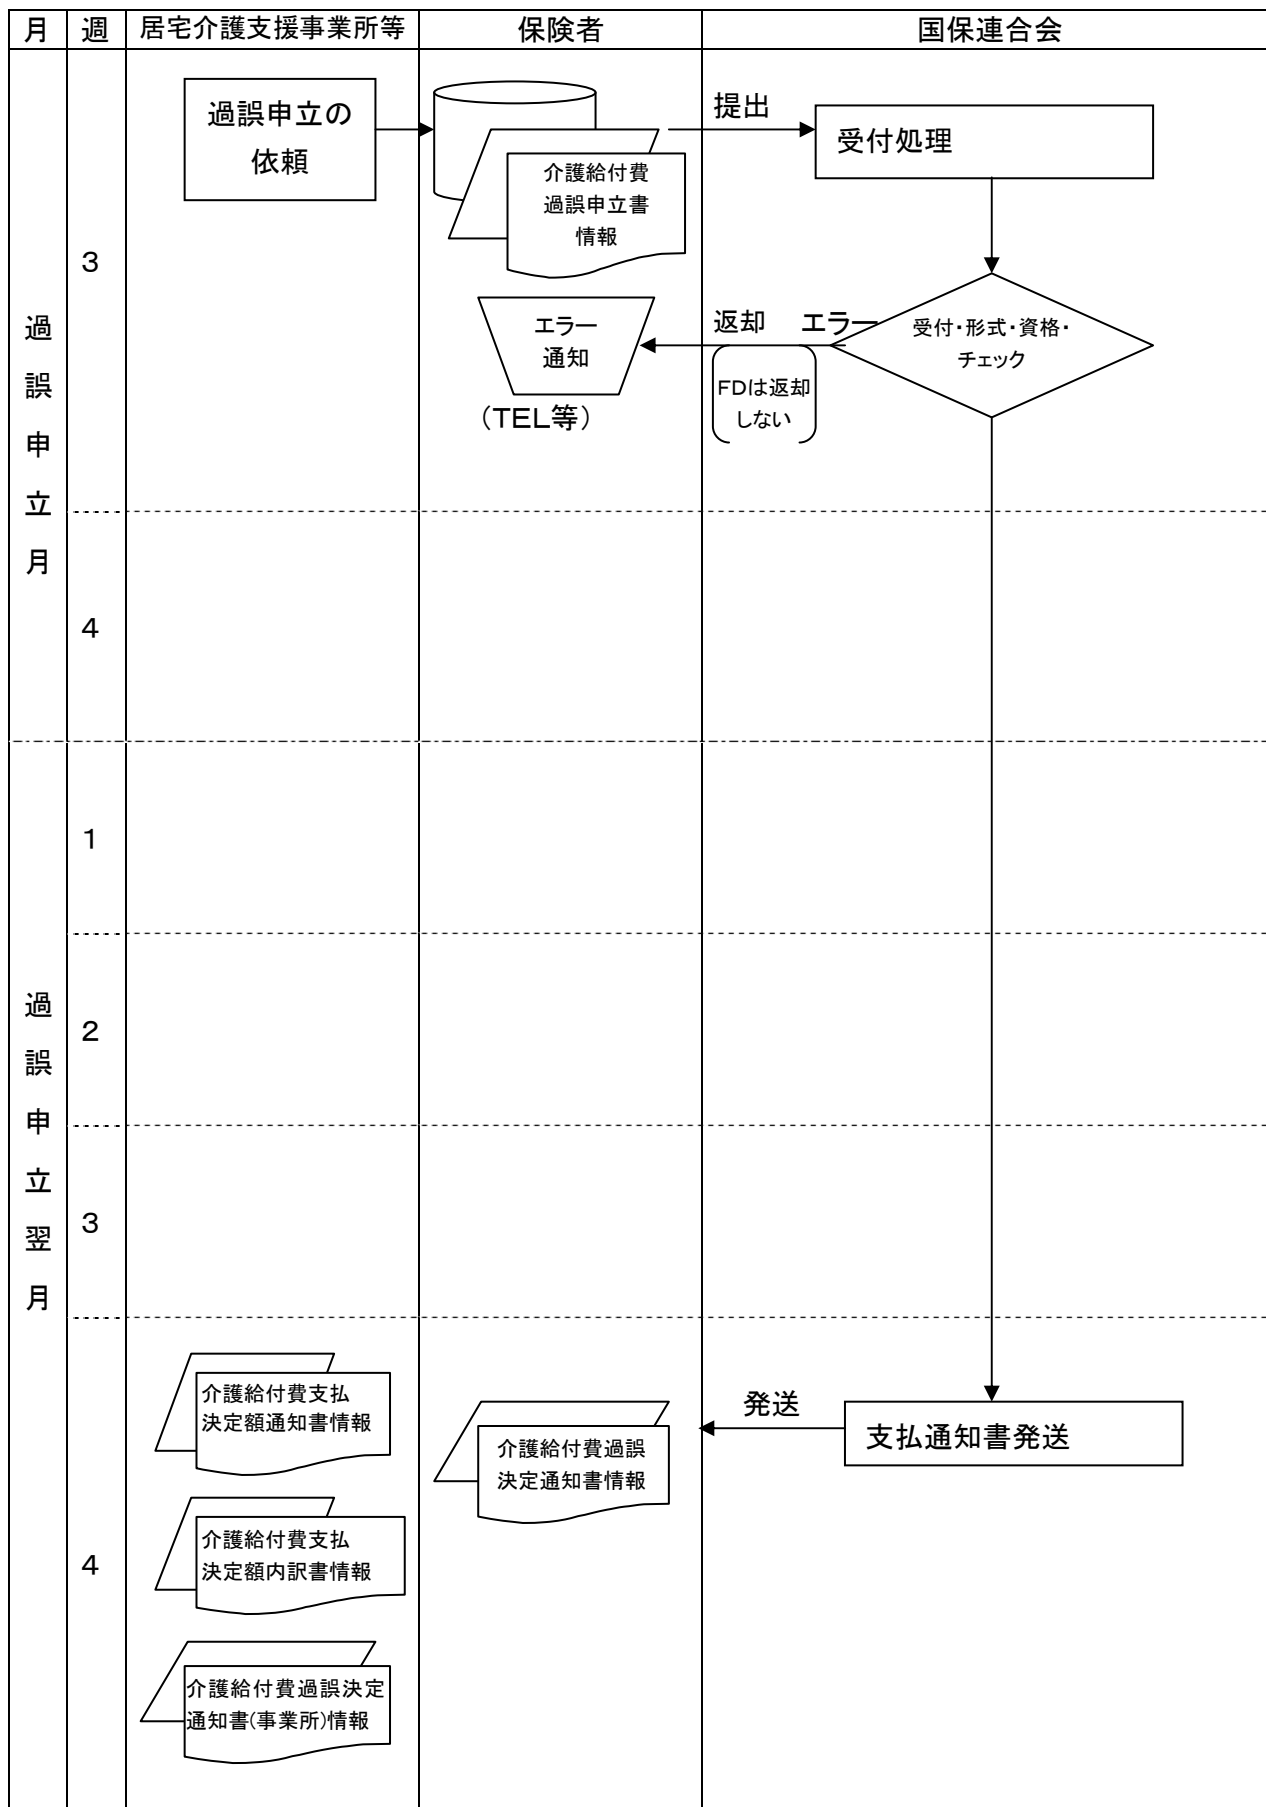 月 週 居宅介護支援事業所等 保険者 国保連合会
過誤申立月
3
過誤申立の
依頼
介護給付費
過誤申立書
情報
提出
受付処理
エラー
通知
(TEL等)
返却 エラー
FDは返却
しない
受付・形式・資格・
チェック
4
過誤申立翌月
1
2
3
4
介護給付費支払
決定額通知書情報
介護給付費支払
決定額内訳書情報
介護給付費過誤決定
通知書(事業所)情報
介護給付費過誤
決定通知書情報
発送
支払通知書発送